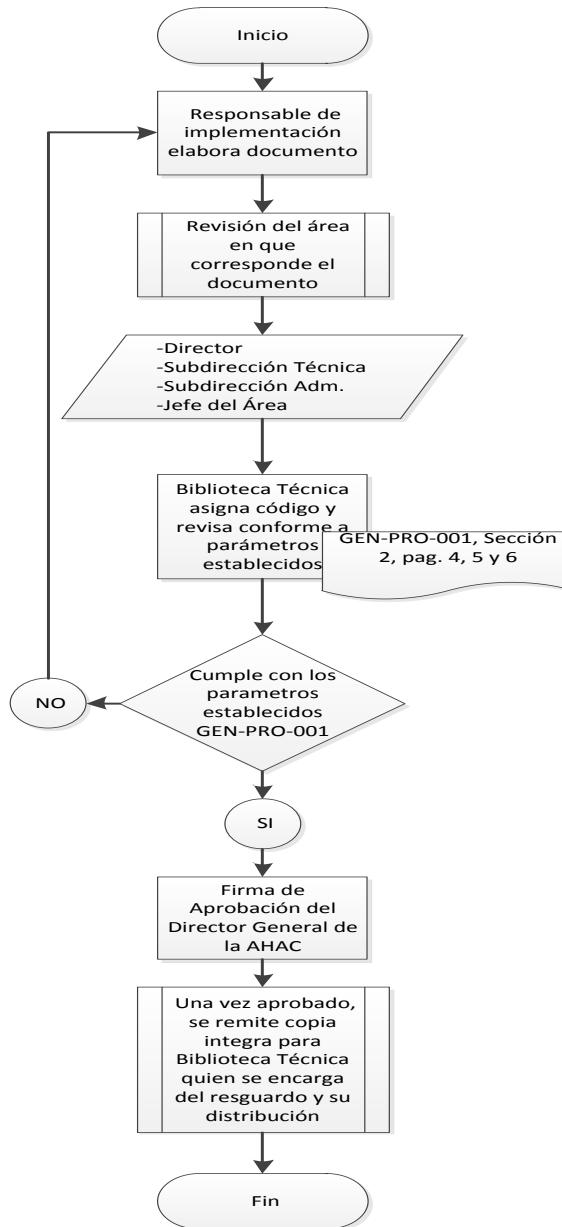 Inicio
Responsable de
implementación
elabora documento
Revisión del área
en que
corresponde el
documento
-Director
-Subdirección Técnica
-Subdirección Adm.
-Jefe del Área
Biblioteca Técnica
asigna código y
revisa conforme a
parámetros
establecidos
GEN-PRO-001, Sección
2, pag. 4, 5 y 6
Cumple con los
parametros
establecidos
GEN-PRO-001
NO
SI
Firma de
Aprobación del
Director General de
la AHAC
Una vez aprobado,
se remite copia
integra para
Biblioteca Técnica
quien se encarga
del resguardo y su
distribución
Fin